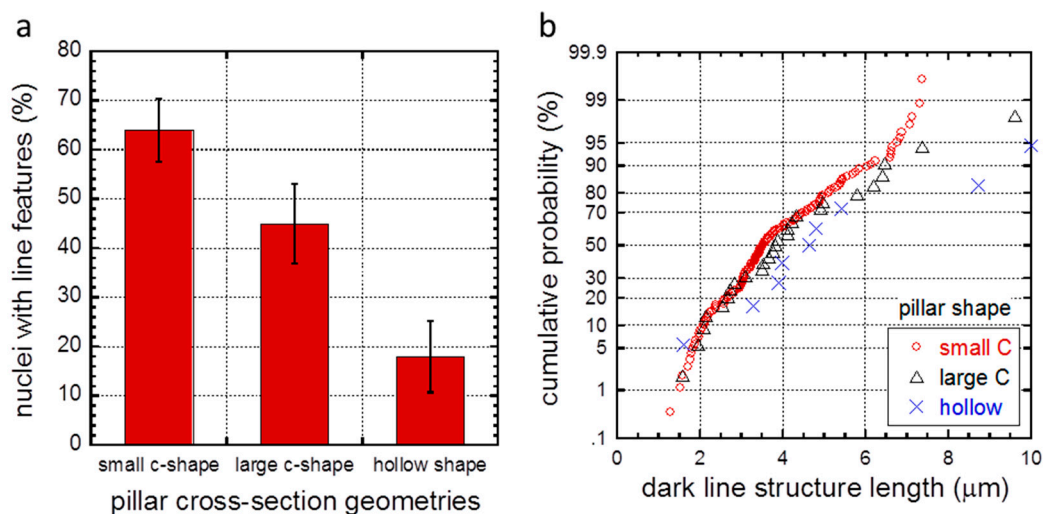 a
80
70
60
50
40
30
20
10
0
nuclei with line features (%)
small c-shape large c-shape hollow shape
pillar cross-section geometries
b
99.9
99
95
90
80
70
50
30
20
10
5
1
.1
cumulative probability (%)
pillar shape
small C
large C
hollow
0 2 4 6 8 10
dark line structure length (μm)